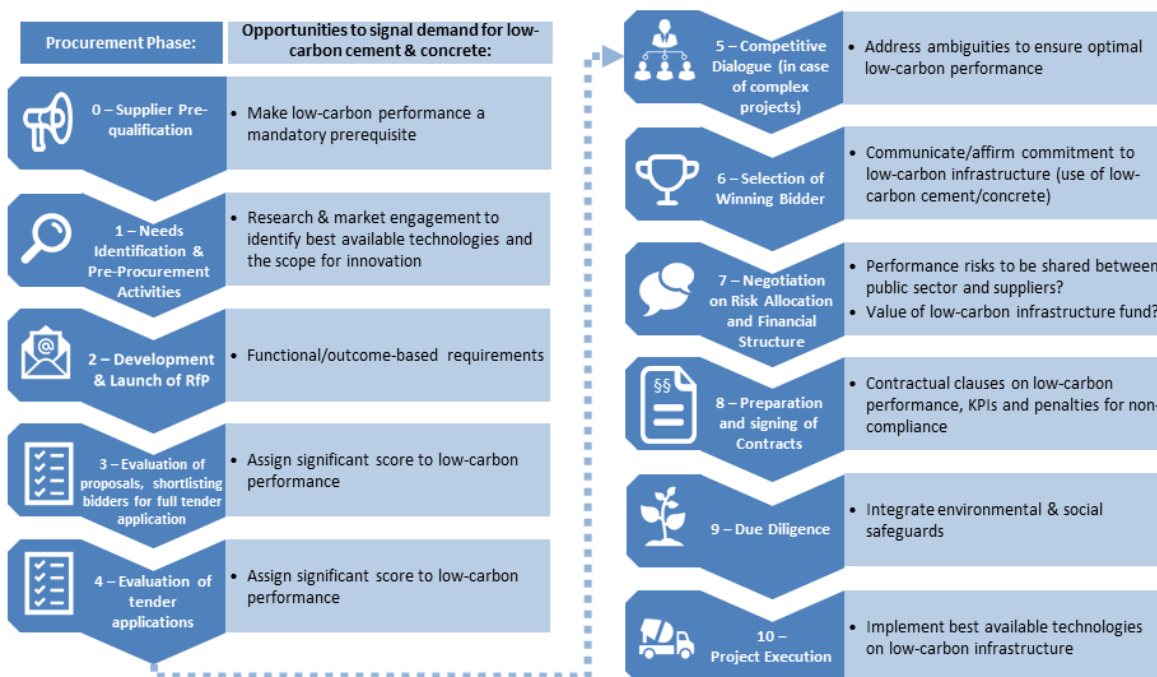 Procurement Phase:
Opportunities to signal demand for low-
carbon cement & concrete:
0 – Supplier Pre-
qualification
• Make low-carbon performance a
mandatory prerequisite
1 – Needs
Identification &
Pre-Procurement
Activities
• Research & market engagement to
identify best available technologies and
the scope for innovation
@
2 – Development
& Launch of RfP
• Functional/outcome-based requirements
3 – Evaluation of
proposals, shortlisting
bidders for full tender
application
• Assign significant score to low-carbon
performance
4 – Evaluation of
tender
applications
• Assign significant score to low-carbon
performance
5 – Competitive
Dialogue (in case
of complex
projects)
• Address ambiguities to ensure optimal
low-carbon performance
6 – Selection of
Winning Bidder
• Communicate/affirm commitment to
low-carbon infrastructure (use of low-
carbon cement/concrete)
7 – Negotiation
on Risk Allocation
and Financial
Structure
• Performance risks to be shared between
public sector and suppliers?
• Value of low-carbon infrastructure fund?
§§
8 – Preparation
and signing of
Contracts
• Contractual clauses on low-carbon
performance, KPIs and penalties for non-
compliance
9 – Due Diligence
• Integrate environmental & social
safeguards
10 –
Project Execution
• Implement best available technologies
on low-carbon infrastructure